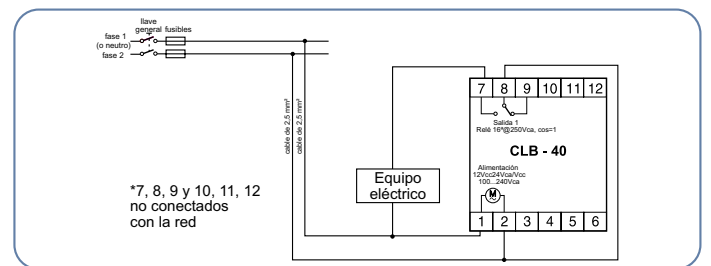 llave
general fusibles
fase 1
(o neutro)
fase 2
cable de 2,5 mm²
cable de 2,5 mm²
7 8 9 10 11 12
Salida 1
Relé 16ª@250Vca, cos=1
CLB - 40
Alimentación
12Vcc24Vca/Vcc
100...240Vca
M
1 2 3 4 5 6
Equipo
eléctrico
*7, 8, 9 y 10, 11, 12
no conectados
con la red